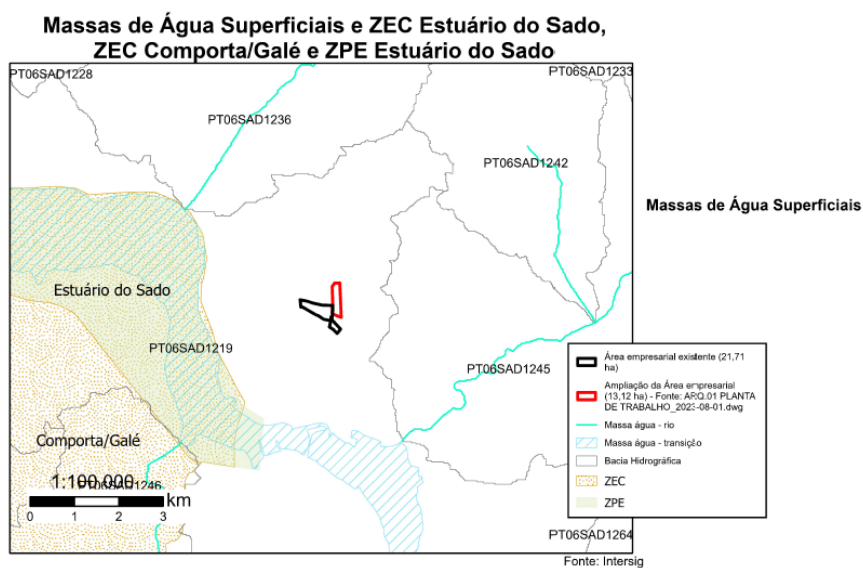 Massas de Água Superficiais e ZEC Estuário do Sado,
ZEC Comporta/Galé e ZPE Estuário do Sado
PT06SAD1228
PT06SAD1233
PT06SAD1236
PT06SAD1242
Massas de Água Superficiais
Estuário do Sado
PT06SAD1219
PT06SAD1245
Comporta/Galé
1:100.000
PT06SAD1246
km
0 1 2 3
Área empresarial existente (21,71
ha)
Ampliação da Área empresarial
(13,12 ha) - Fonte: ARQ.01 PLANTA
DE TRABALHO_2023-08-01.dwg
Massa água - rio
Massa água - transição
Bacia Hidrográfica
ZEC
ZPE
PT06SAD1264
Fonte: Intersig